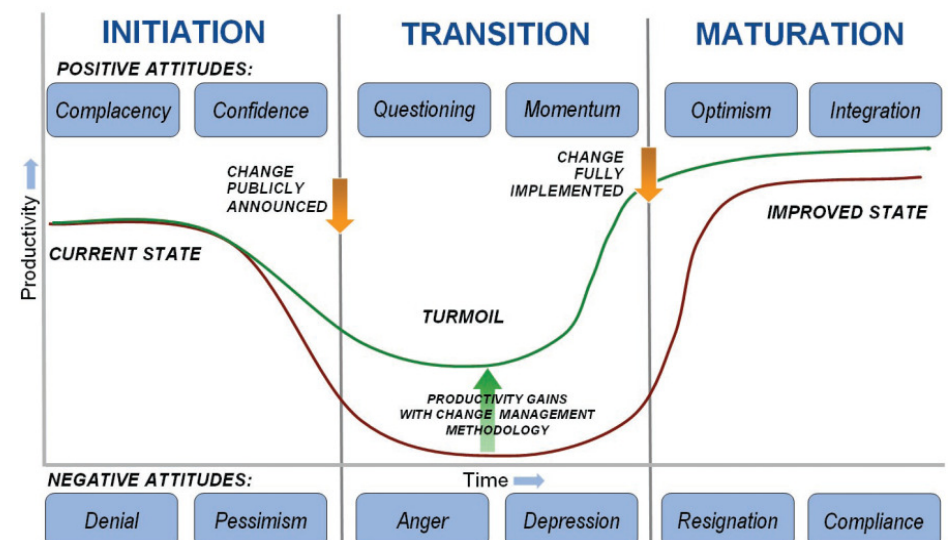 INITIATION
TRANSITION
MATURATION
POSITIVE ATTITUDES:
Complacency
Confidence
Questioning
Momentum
Optimism
Integration
CHANGE
PUBLICLY
ANNOUNCED
CHANGE
FULLY
IMPLEMENTED
Productivity
CURRENT STATE
IMPROVED STATE
TURMOIL
PRODUCTIVITY GAINS
WITH CHANGE MANAGEMENT
METHODOLOGY
Time
NEGATIVE ATTITUDES:
Denial
Pessimism
Anger
Depression
Resignation
Compliance